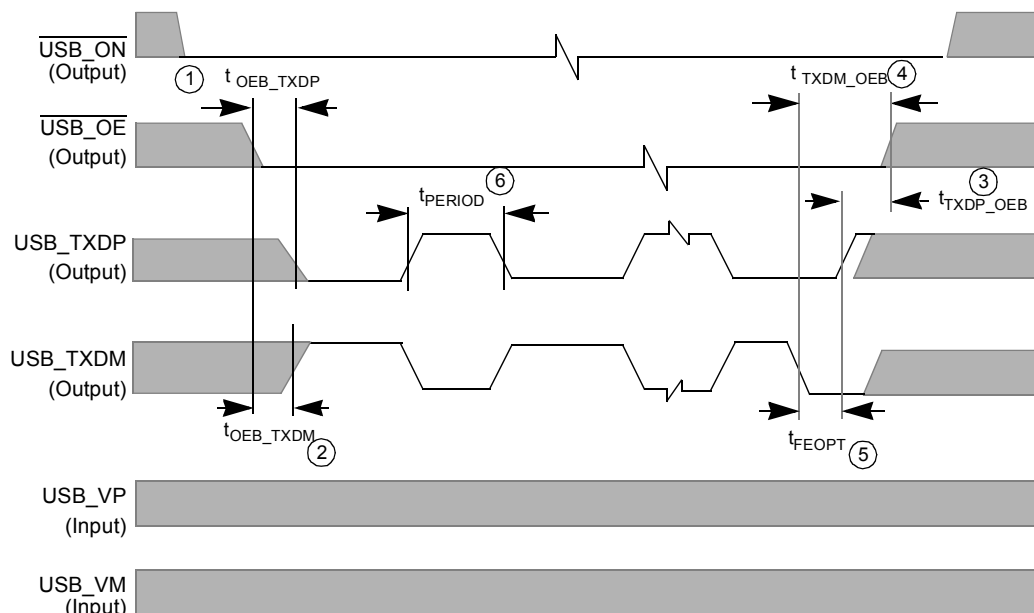 USB_ON
(Output)
1
t OEB_TXDP
t TXDM_OEB
4
USB_OE
(Output)
tPERIOD
6
3
tTXDP_OEB
USB_TXDP
(Output)
USB_TXDM
(Output)
tOEB_TXDM
2
tFEOPT
5
USB_VP
(Input)
USB_VM
(Input)